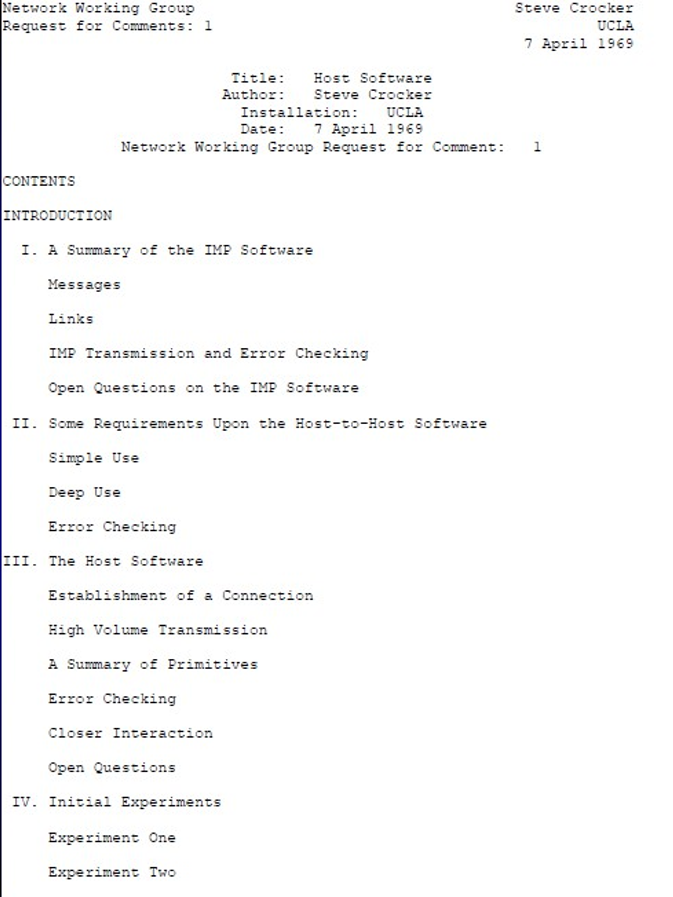 Network Working Group Steve Crocker
Request for Comments: 1 UCLA
7 April 1969
Title: Host Software
Author: Steve Crocker
Installation: UCLA
Date: 7 April 1969
Network Working Group Request for Comment: 1
CONTENTS
INTRODUCTION
I. A Summary of the IMP Software
Messages
Links
IMP Transmission and Error Checking
Open Questions on the IMP Software
II. Some Requirements Upon the Host-to-Host Software
Simple Use
Deep Use
Error Checking
III. The Host Software
Establishment of a Connection
High Volume Transmission
A Summary of Primitives
Error Checking
Closer Interaction
Open Questions
IV. Initial Experiments
Experiment One
Experiment Two